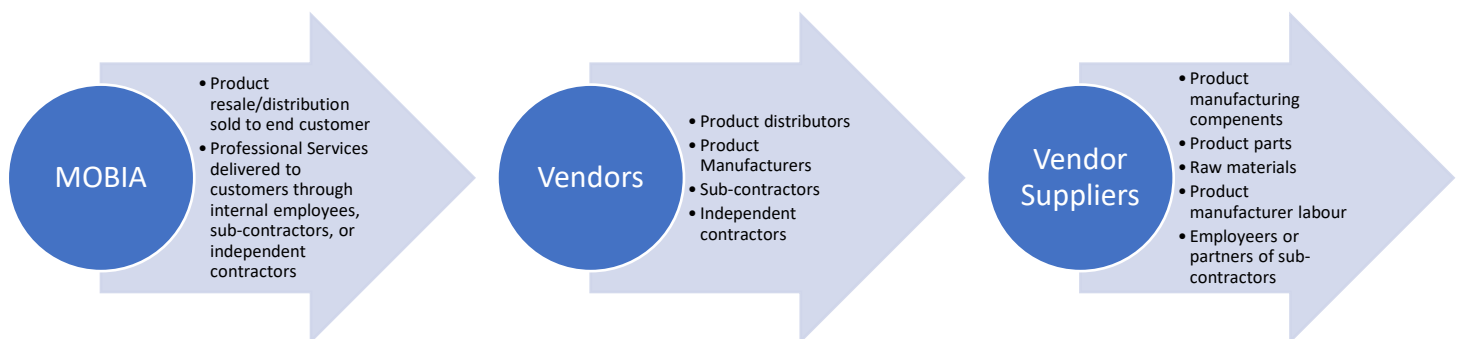 MOBIA
• Product
resale/distribution
sold to end customer
• Professional Services
delivered to
customers through
internal employees,
sub-contractors, or
independent
contractors
Vendors
• Product distributors
• Product
Manufacturers
• Sub-contractors
• Independent
contractors
Vendor
Suppliers
• Product
manufacturing
compenents
• Product parts
• Raw materials
• Product
manufacturer labour
• Employeers or
partners of sub-
contractors